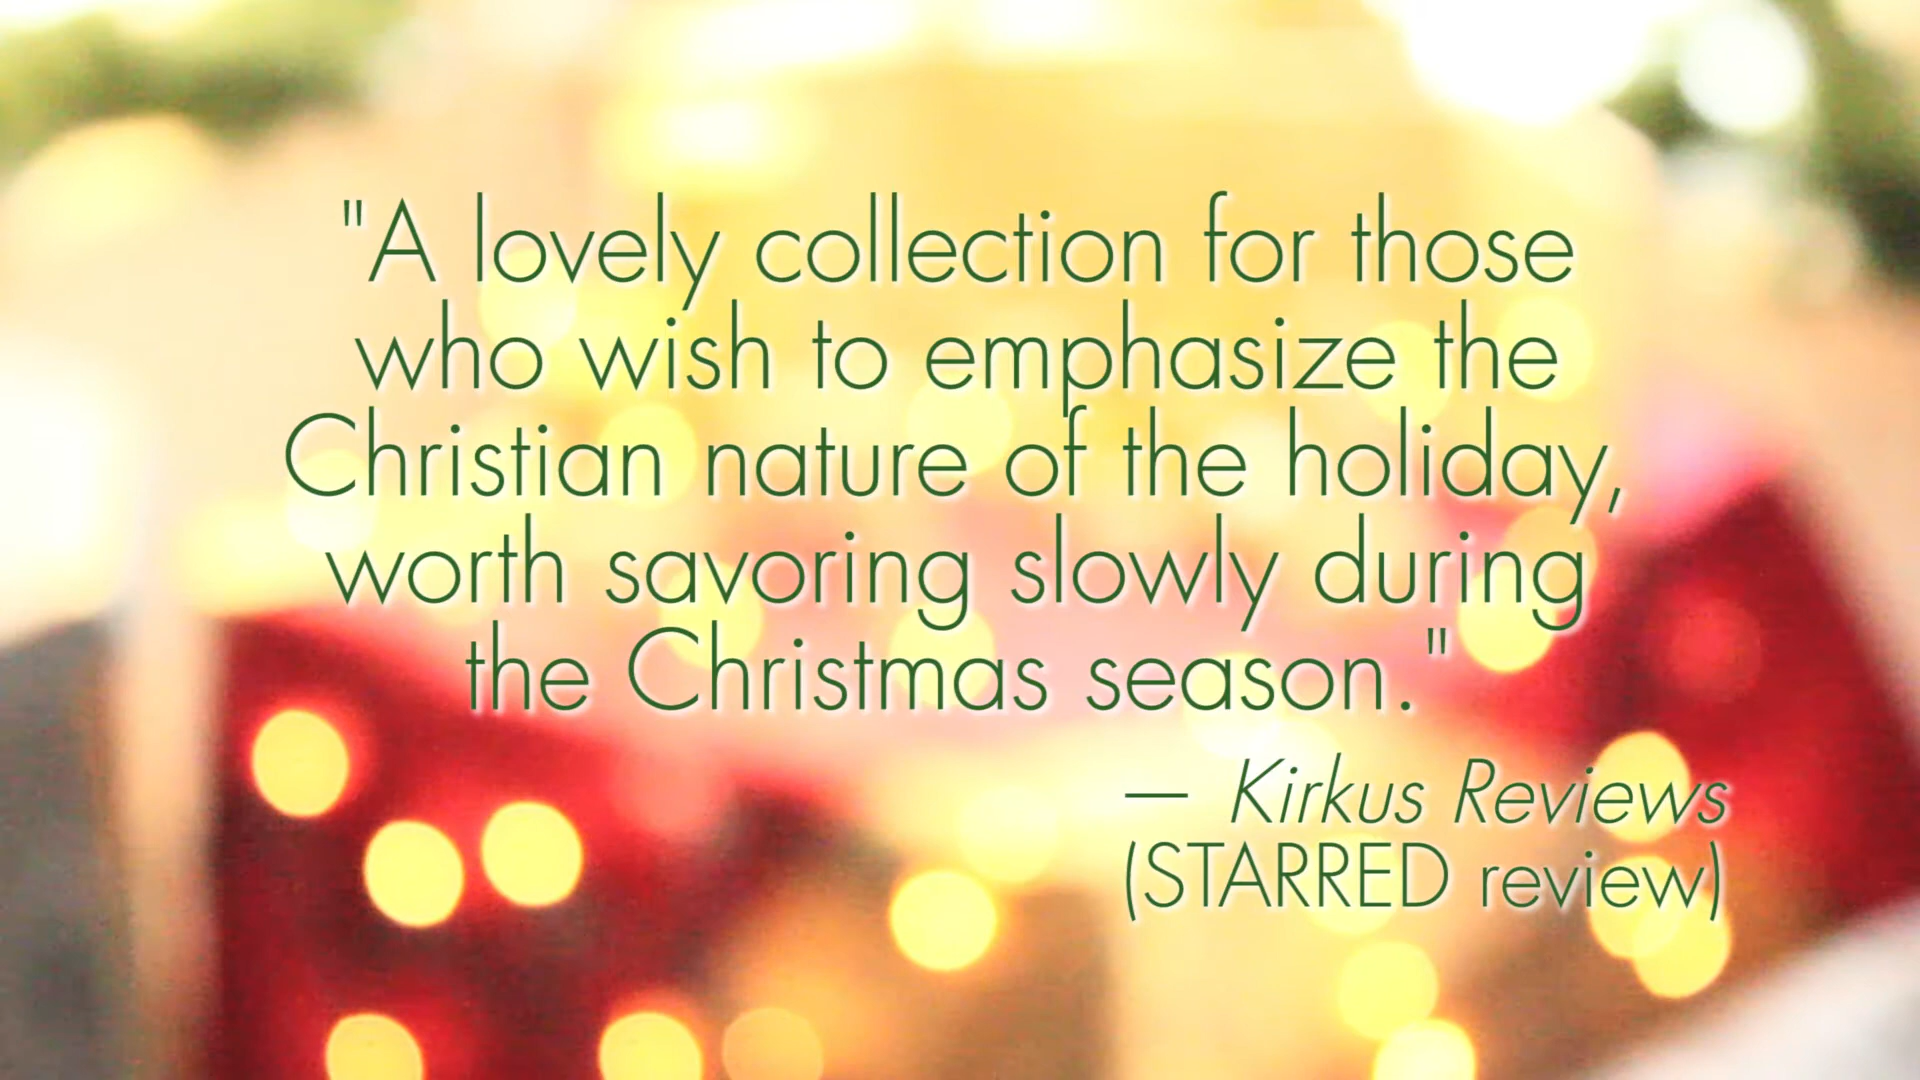 "A lovely collection for those
who wish to emphasize the
Christian nature of the holiday,
worth savoring slowly during
the Christmas season."
— Kirkus Reviews
(STARRED review)